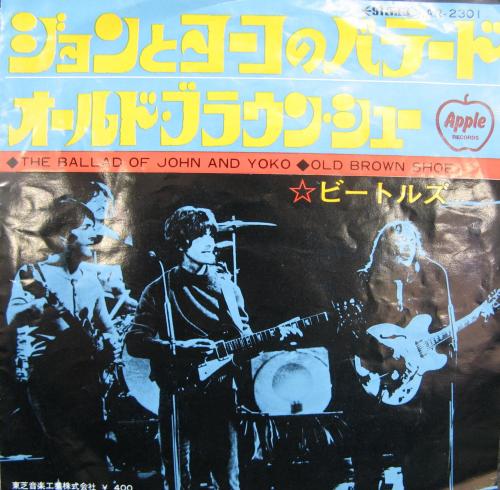 STEREO AR-2301
ジョンとヨーコのバラード
オールド・ブラウン・シュー
Apple
RECORDS
◆THE BALLAD OF JOHN AND YOKO ◆OLD BROWN SHOE
☆ビートルズ
東芝音楽工業株式会社 ¥ 400